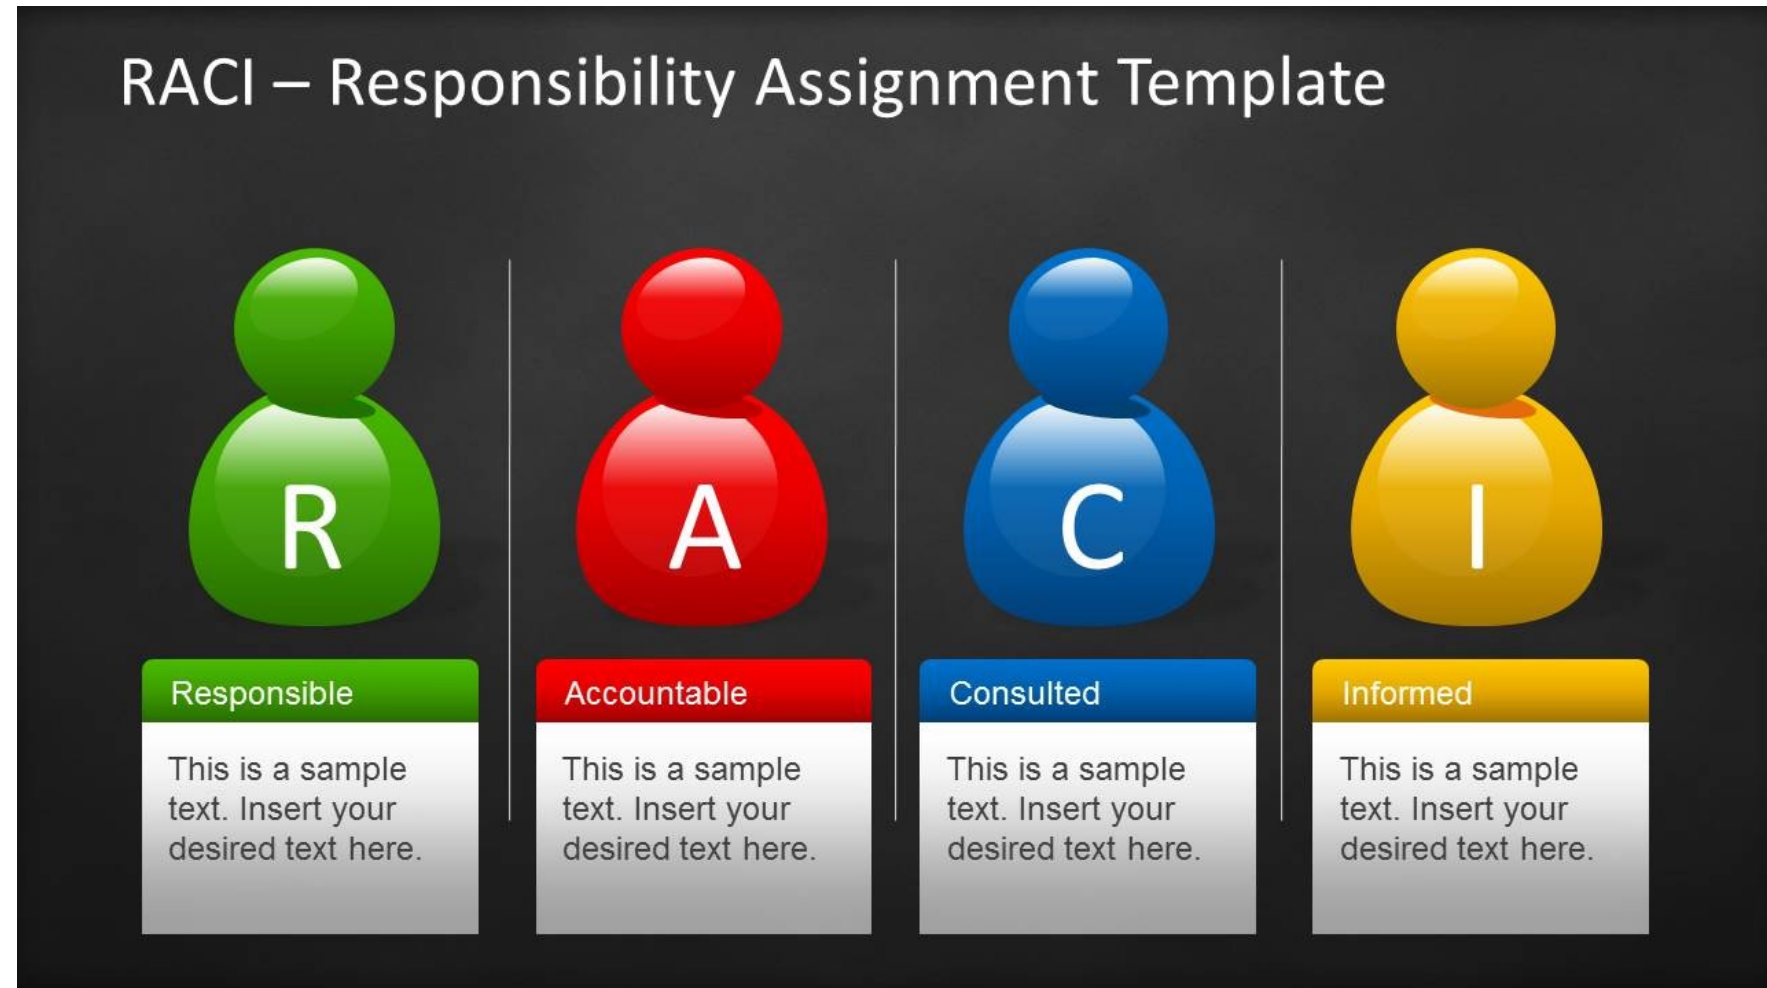 RACI – Responsibility Assignment Template
R
A
C
I
Responsible
This is a sample
text. Insert your
desired text here.
Accountable
This is a sample
text. Insert your
desired text here.
Consulted
This is a sample
text. Insert your
desired text here.
Informed
This is a sample
text. Insert your
desired text here.